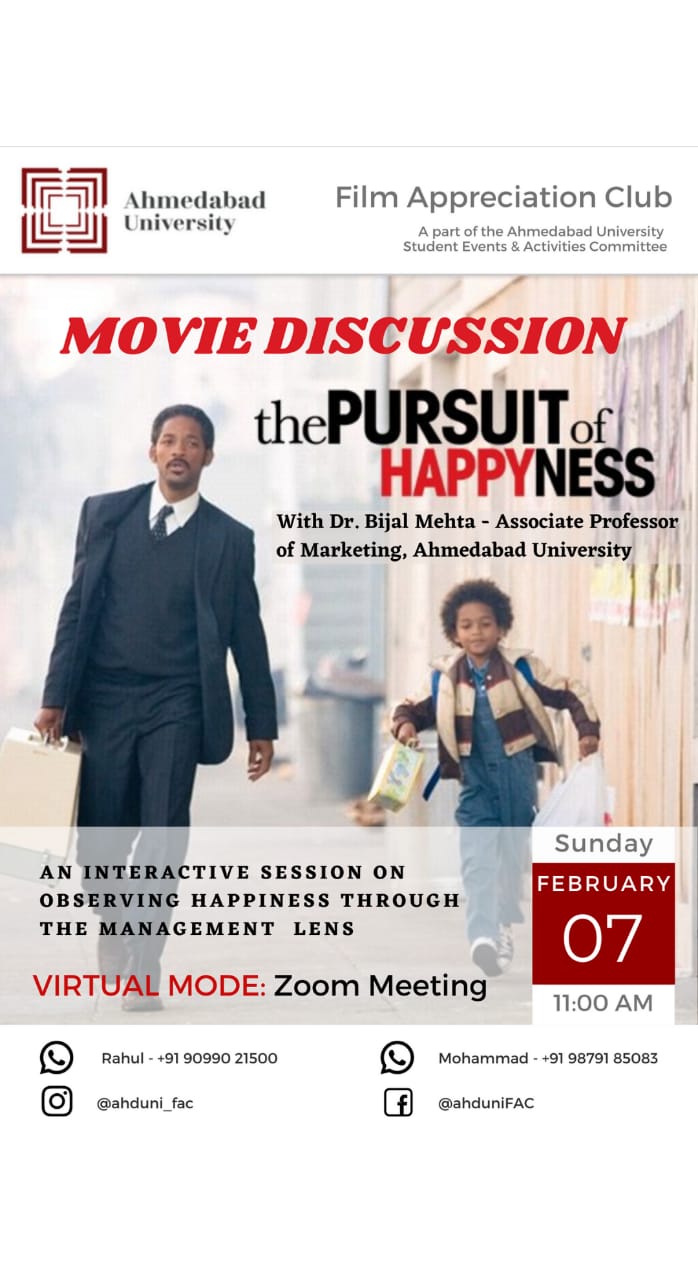 Ahmedabad
University
Film Appreciation Club
A part of the Ahmedabad University
Student Events & Activities Committee
MOVIE DISCUSSION
the PURSUIT of
HAPPYNESS
With Dr. Bijal Mehta - Associate Professor
of Marketing, Ahmedabad University
AN INTERACTIVE SESSION ON
OBSERVING HAPPINESS THROUGH
THE MANAGEMENT LENS
VIRTUAL MODE: Zoom Meeting
Sunday
FEBRUARY
07
11:00 AM
Rahul - +91 90990 21500
Mohammad - +91 98791 85083
@ahduni_fac
@ahduniFAC